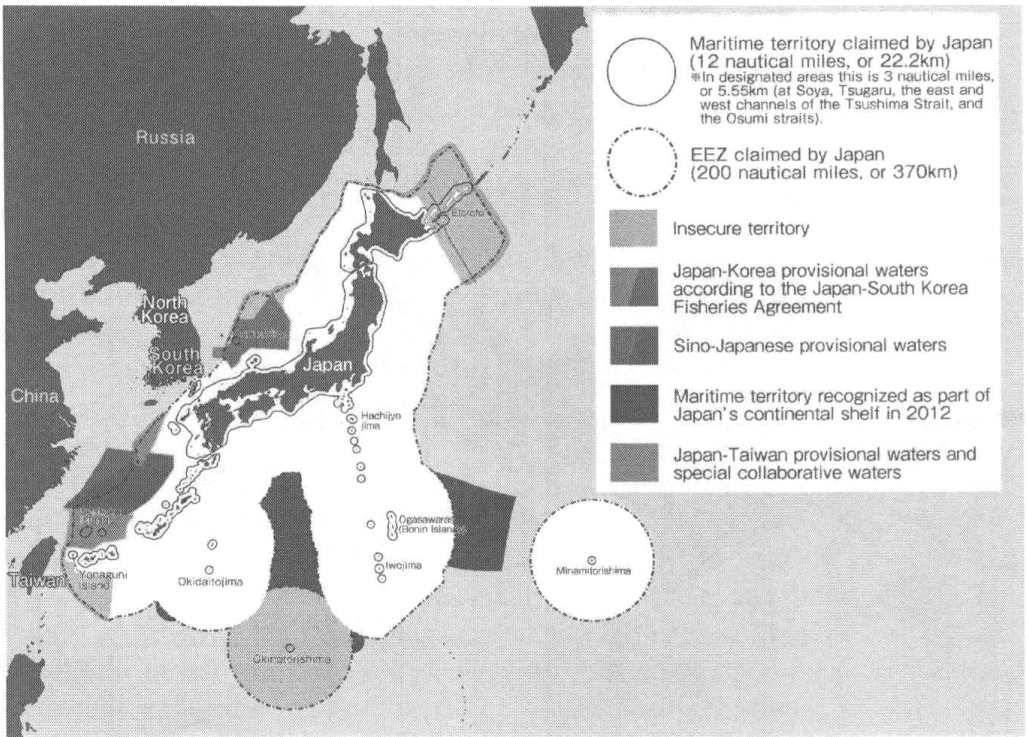 Maritime territory claimed by Japan
(12 nautical miles, or 22.2km)
※In designated areas this is 3 nautical miles,
or 5.55km (at Soya, Tsugaru, the east and
west channels of the Tsushima Strait, and
the Osumi straits).
EEZ claimed by Japan
(200 nautical miles, or 370km)
Insecure territory
Japan-Korea provisional waters
according to the Japan-South Korea
Fisheries Agreement
Sino-Japanese provisional waters
Maritime territory recognized as part of
Japan's continental shelf in 2012
Japan-Taiwan provisional waters and
special collaborative waters
Russia
Etorofu
North
Korea
South
Korea
Japan
China
Hachijyo
jima
Ogasawaras
(Bonin Islands)
Iwojima
Minamitorishima
Taiwan
Yonaguni
Island
Okidaitojima
Okinotorishima